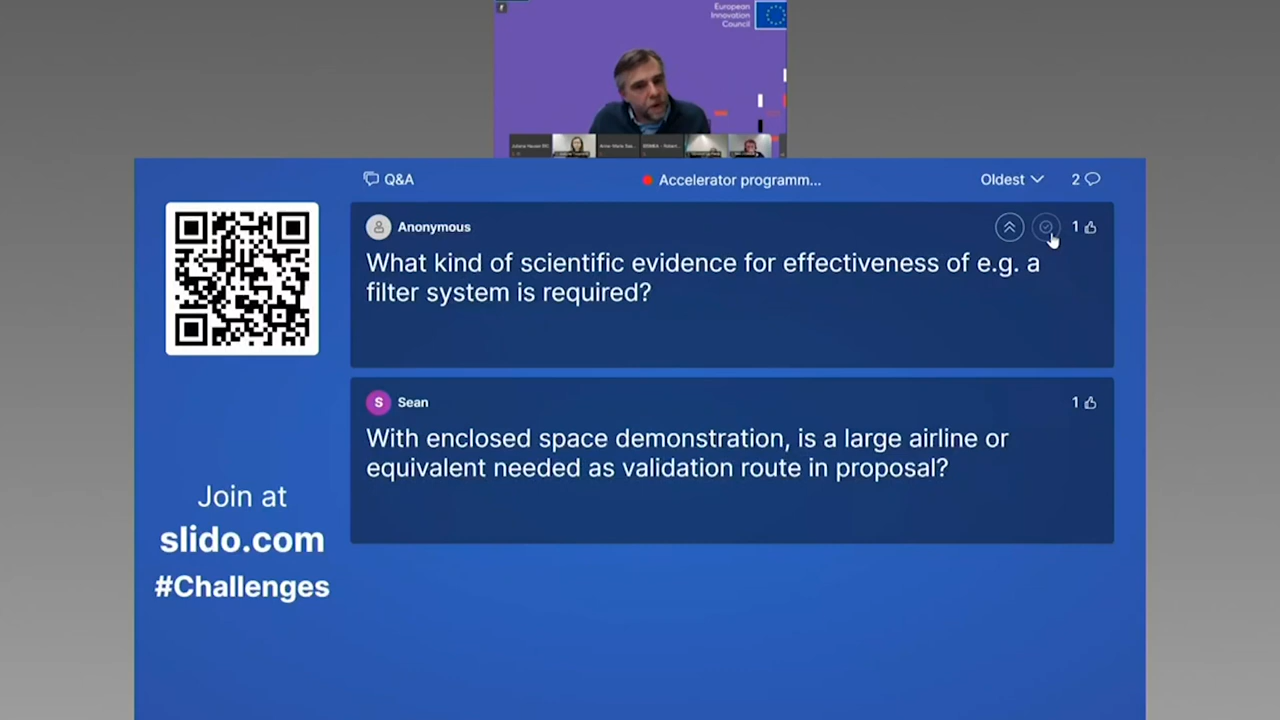 European
Innovation
Council
Q&A
Accelerator programm...
Oldest
2
Anonymous
1
What kind of scientific evidence for effectiveness of e.g. a
filter system is required?
S
Sean
1
With enclosed space demonstration, is a large airline or
equivalent needed as validation route in proposal?
Join at
slido.com
#Challenges